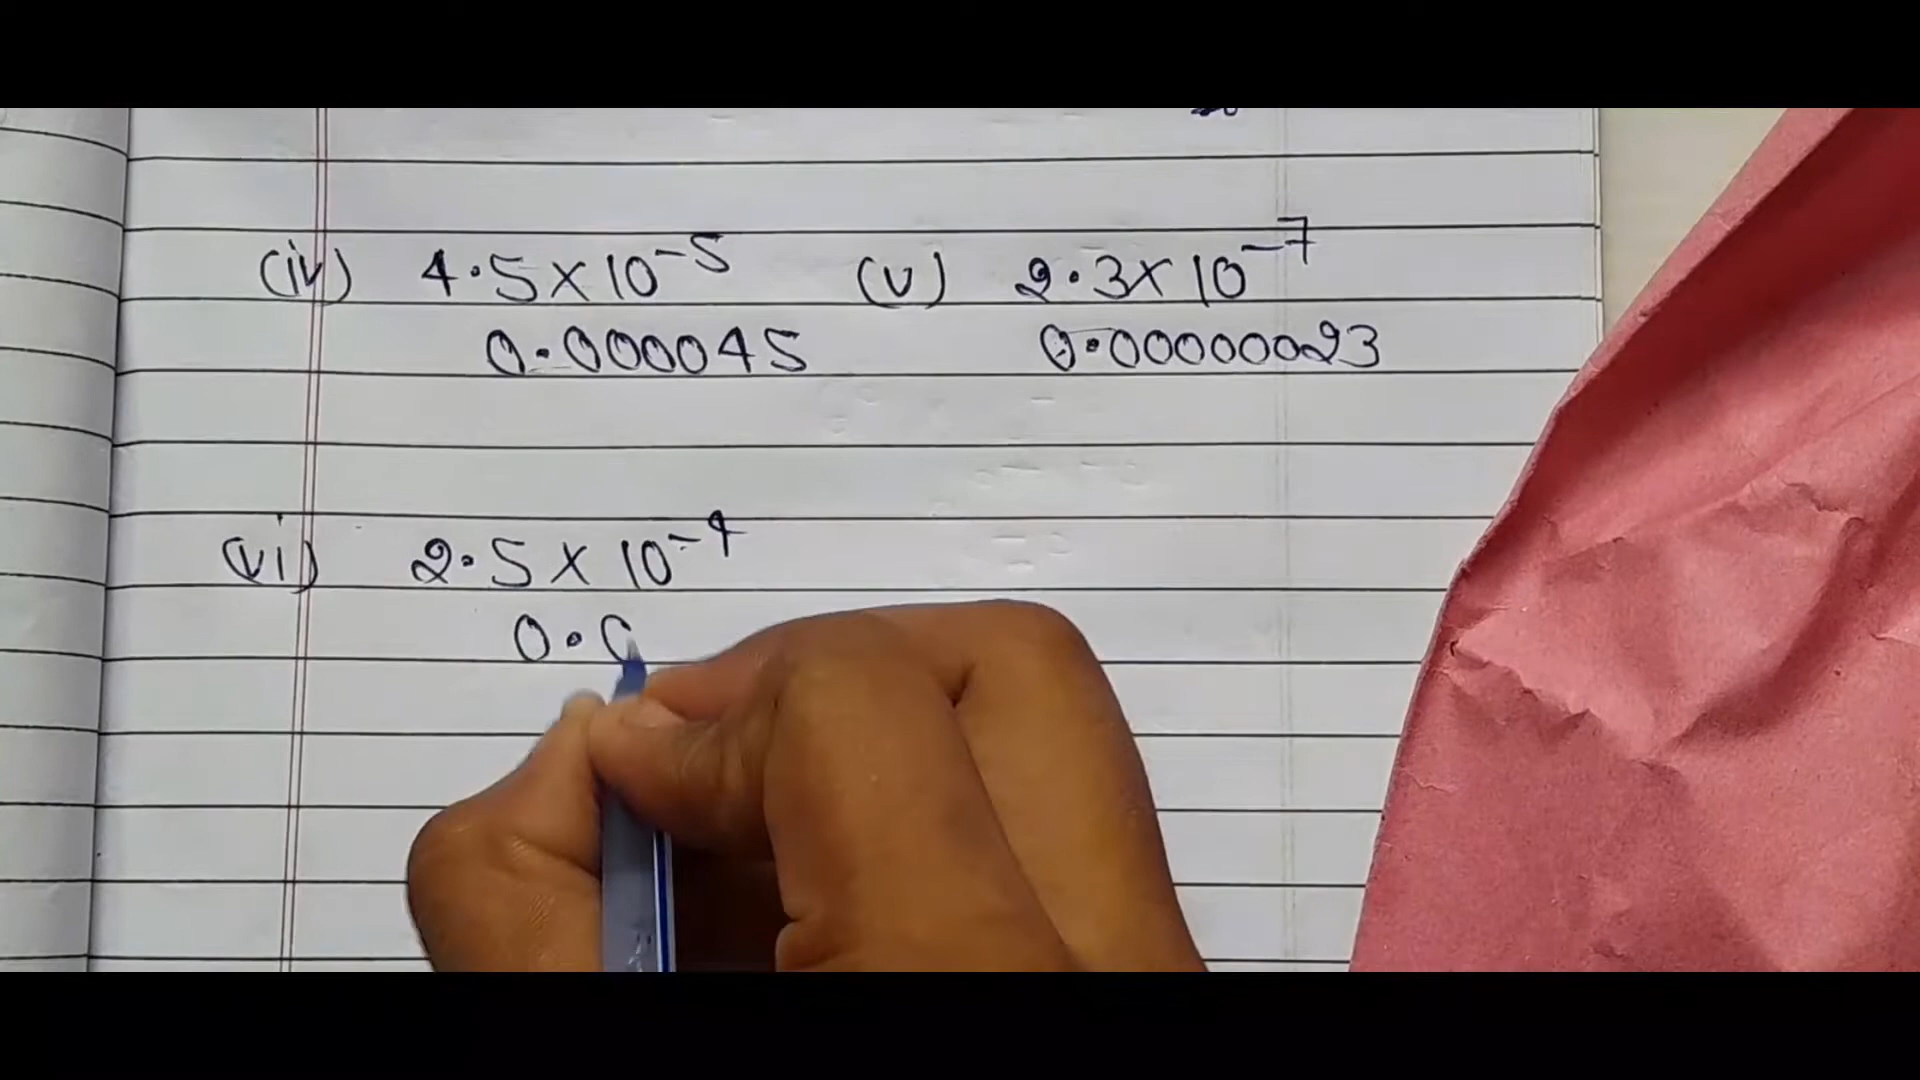 (iv) 4.5×10⁻⁵ (v) 2.3×10⁻⁷
0.000045 0.00000023
(vi) 2.5×10⁻⁴
0.0